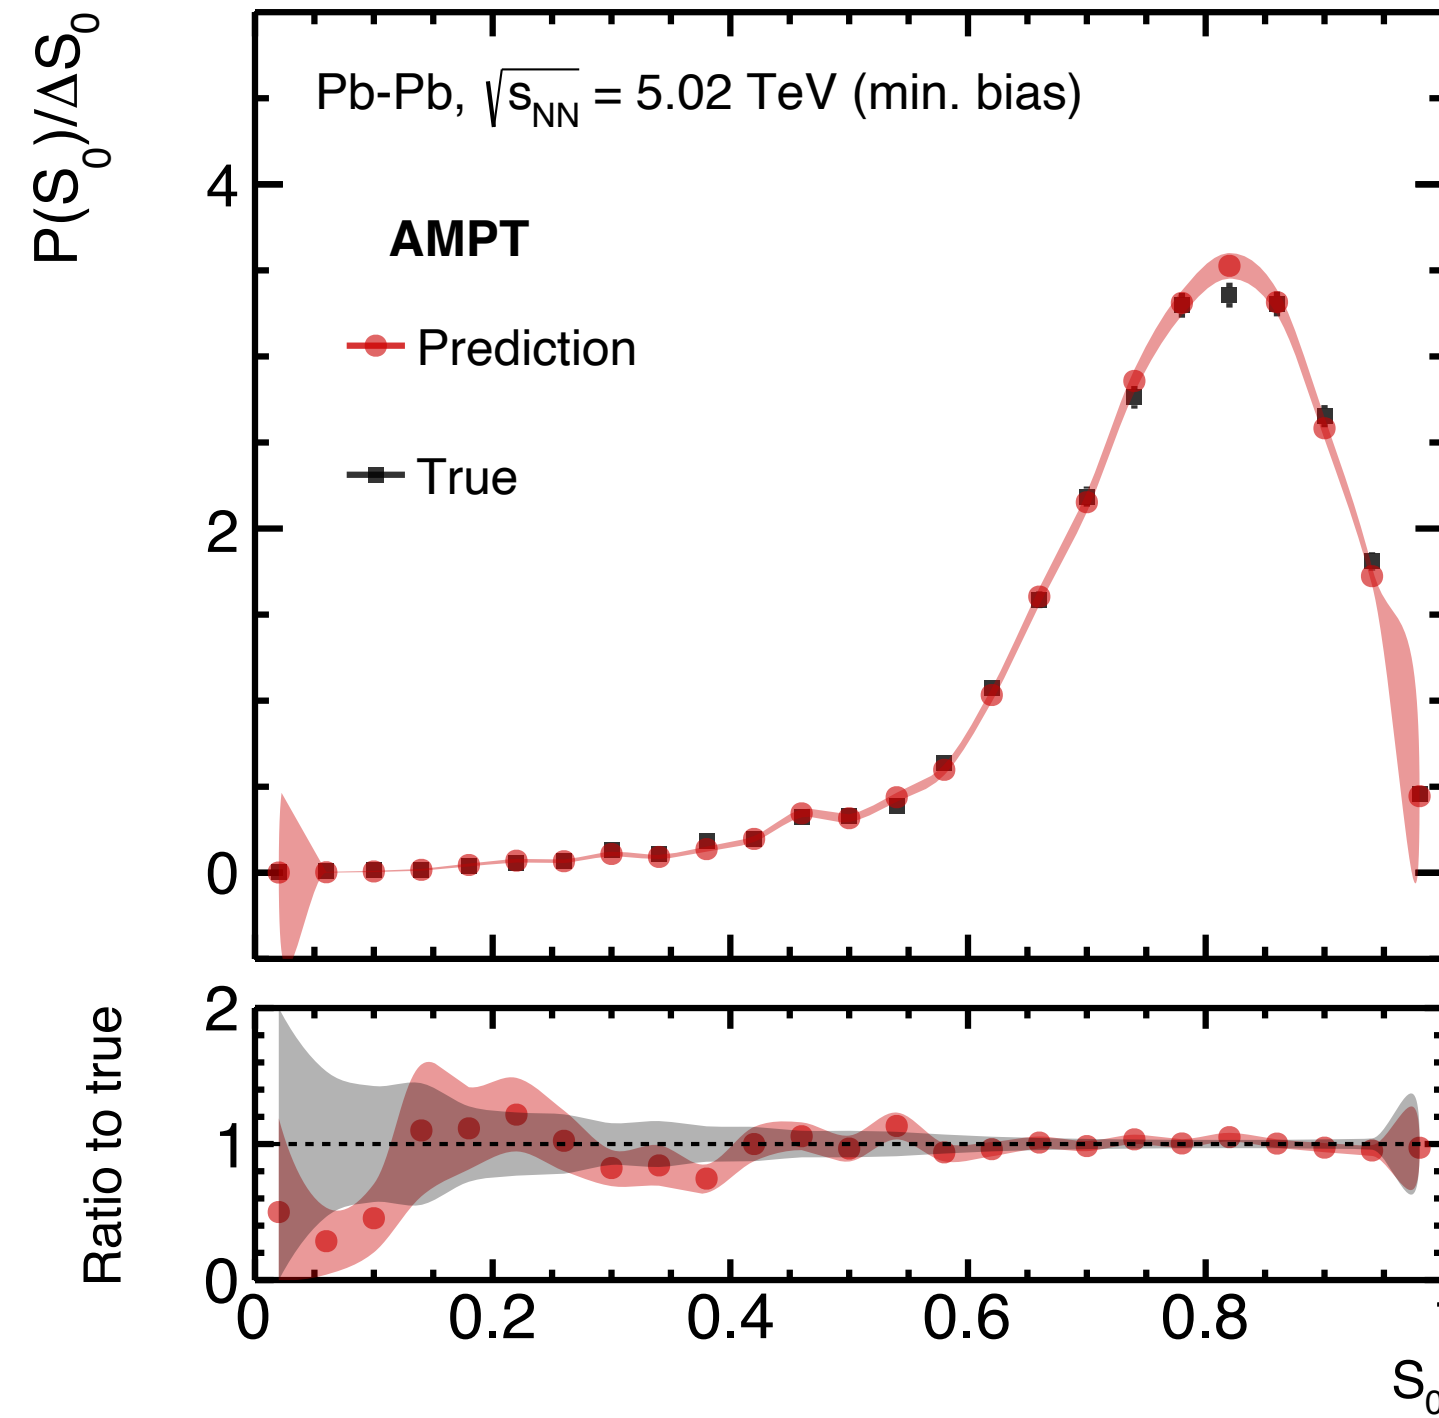 P(S0)/ΔS0
Pb-Pb, √sNN = 5.02 TeV (min. bias)
AMPT
Prediction
True
4
2
0
Ratio to true
2
1
0
0 0.2 0.4 0.6 0.8
S0